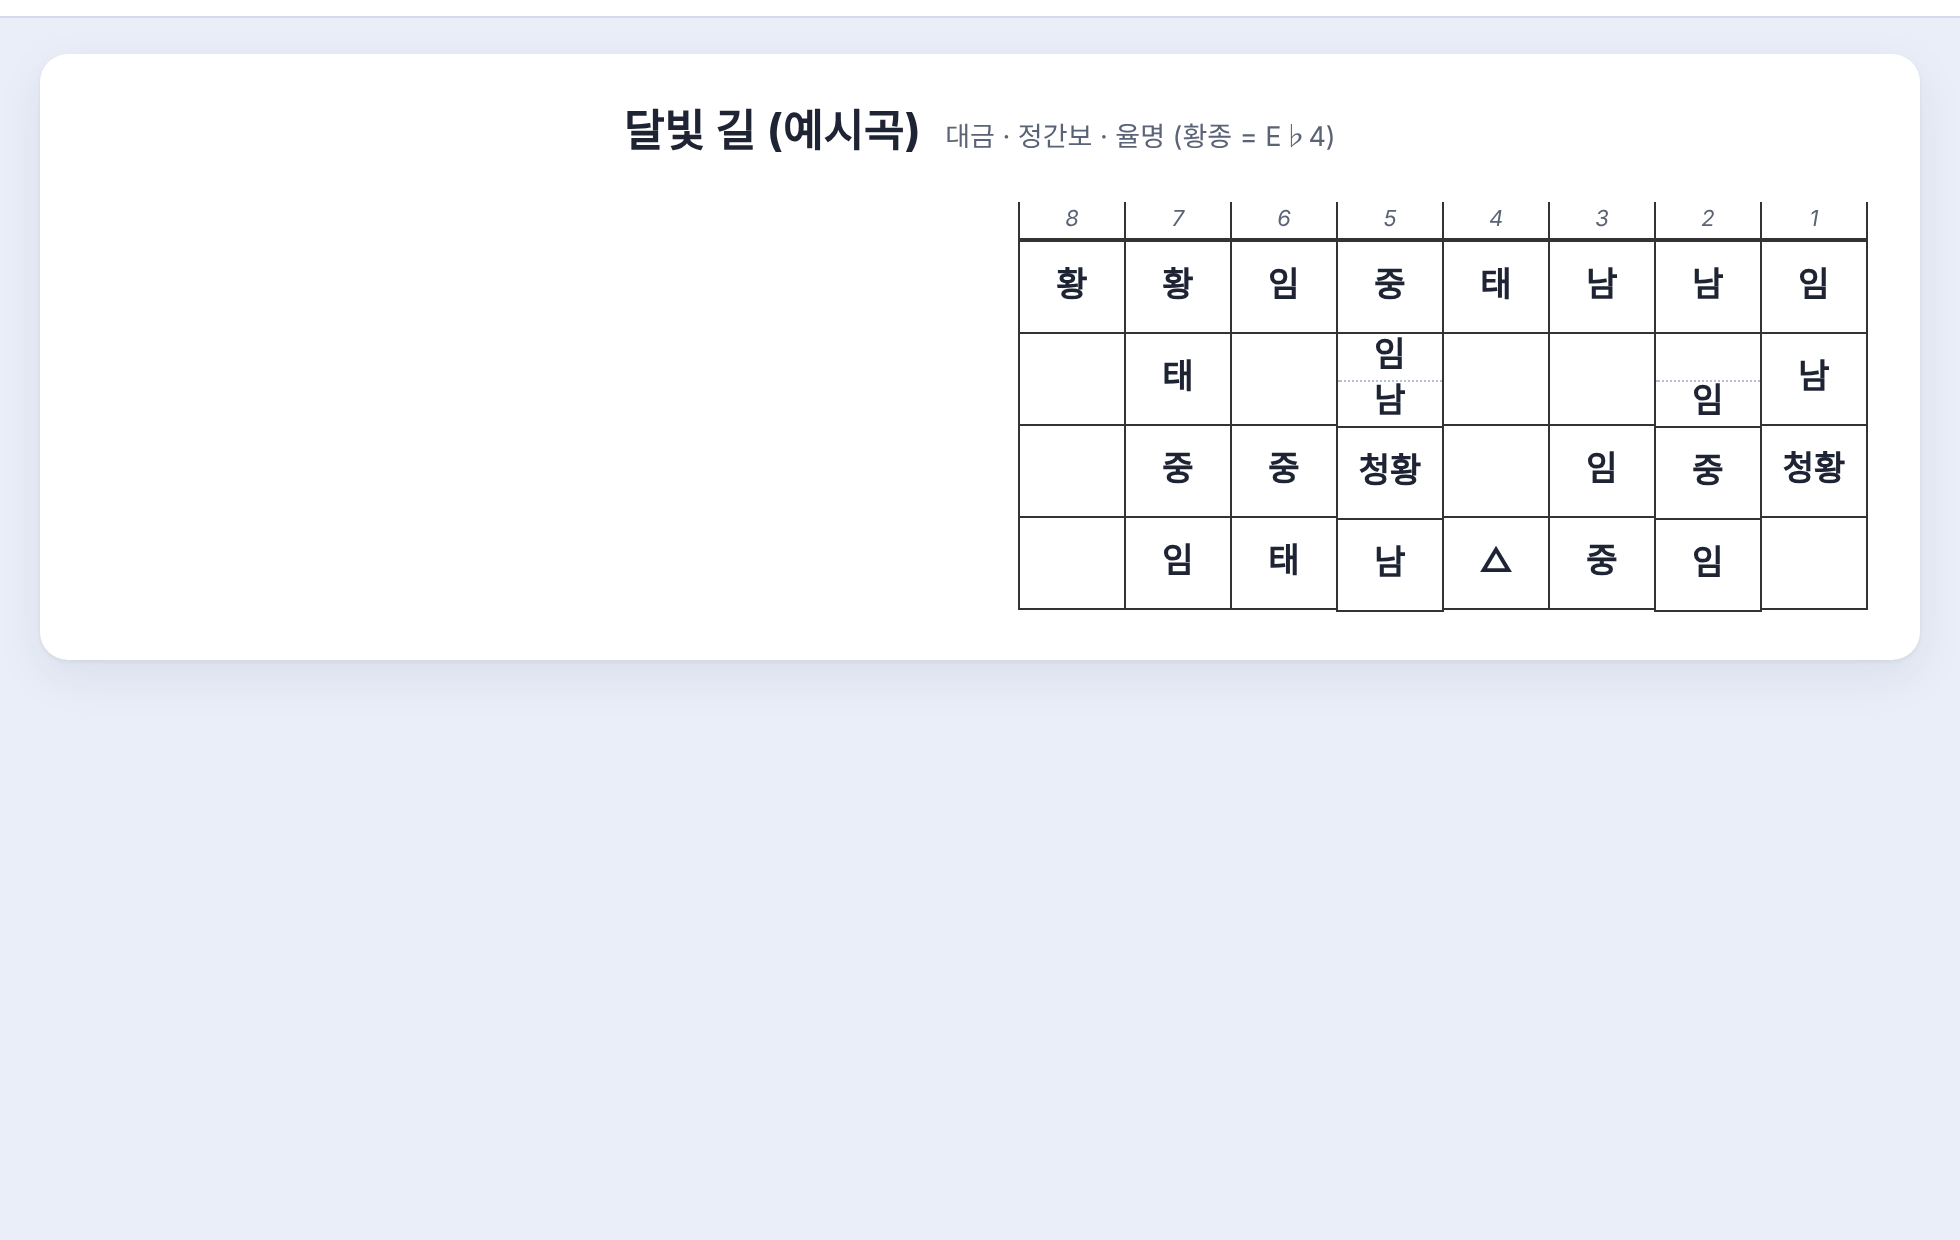 달빛 길 (예시곡) 대금 · 정간보 · 율명 (황종 = E♭4)
8 7 6 5 4 3 2 1
황 황 임 중 태 남 남 임
태 임 남 임 남
중 중 청황 임 중 청황
임 태 남 △ 중 임